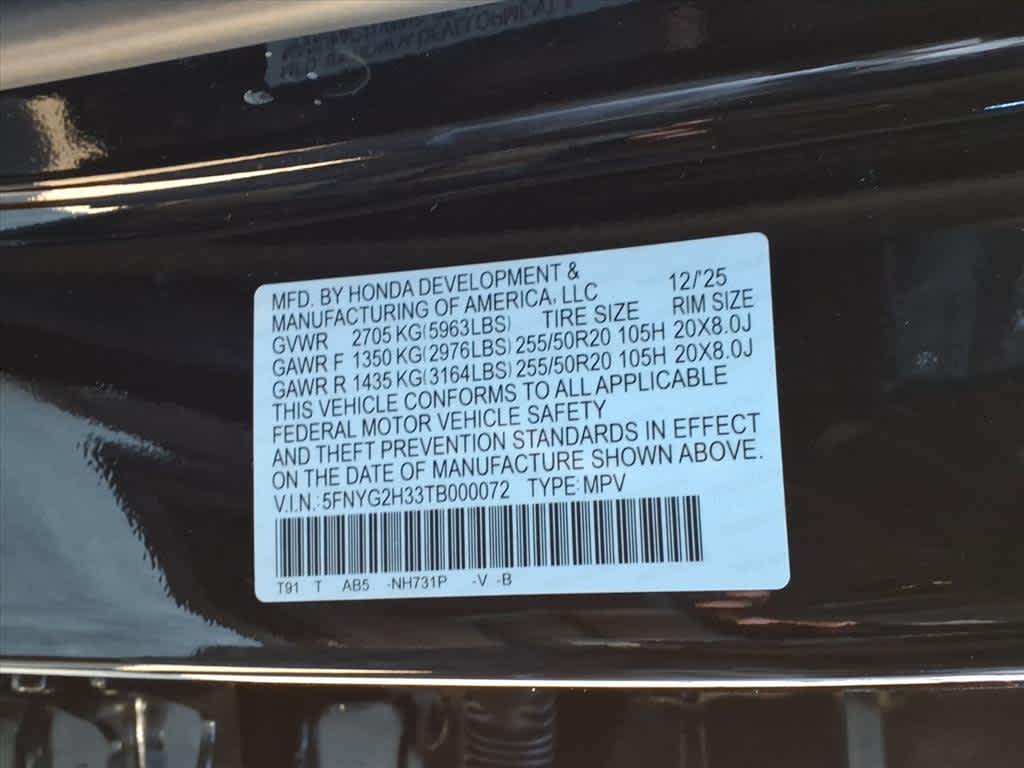 MFD. BY HONDA DEVELOPMENT &
MANUFACTURING OF AMERICA, LLC 12/'25
GVWR 2705 KG(5963LBS) TIRE SIZE RIM SIZE
GAWR F 1350 KG(2976LBS) 255/50R20 105H 20X8.0J
GAWR R 1435 KG(3164LBS) 255/50R20 105H 20X8.0J
THIS VEHICLE CONFORMS TO ALL APPLICABLE
FEDERAL MOTOR VEHICLE SAFETY
AND THEFT PREVENTION STANDARDS IN EFFECT
ON THE DATE OF MANUFACTURE SHOWN ABOVE.
V.I.N.: 5FNYG2H33TB000072 TYPE: MPV
T91 T AB5 -NH731P -V -B